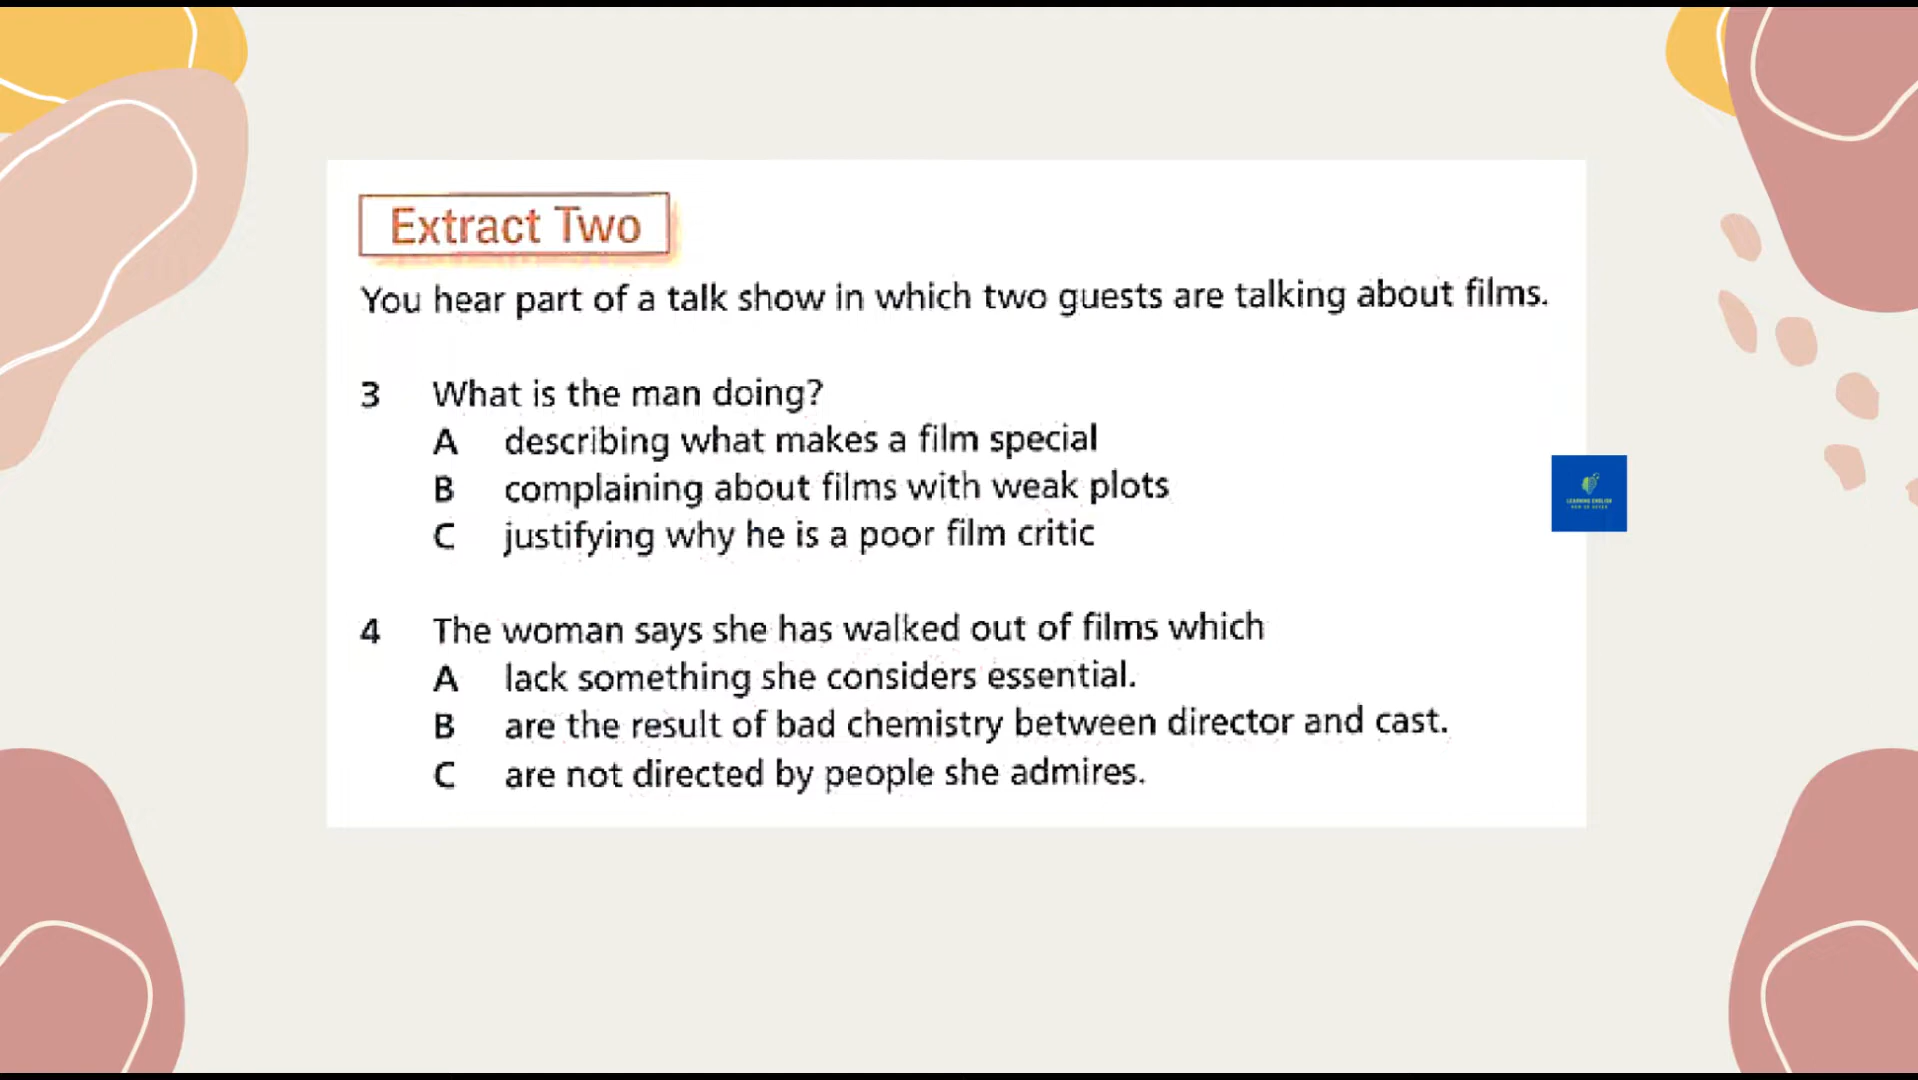 Extract Two
You hear part of a talk show in which two guests are talking about films.
3 What is the man doing?
A describing what makes a film special
B complaining about films with weak plots
C justifying why he is a poor film critic
4 The woman says she has walked out of films which
A lack something she considers essential.
B are the result of bad chemistry between director and cast.
C are not directed by people she admires.
LEARNING ENGLISH